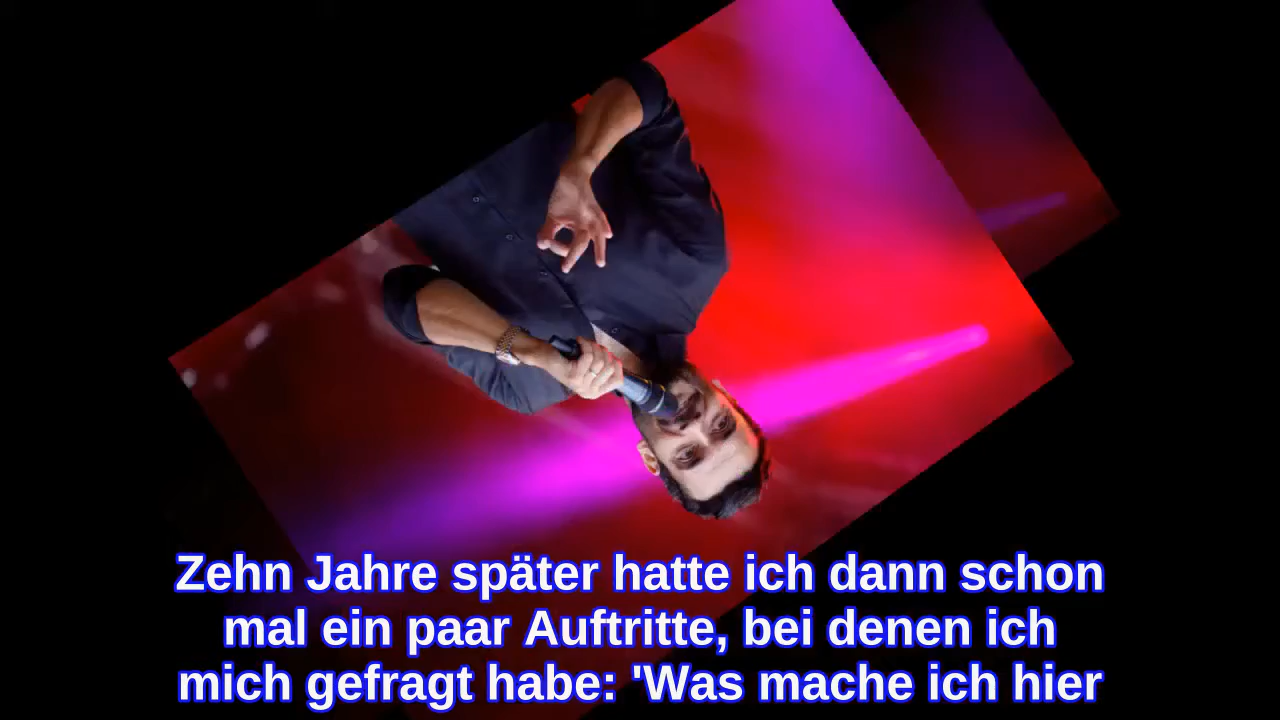 Zehn Jahre später hatte ich dann schon
mal ein paar Auftritte, bei denen ich
mich gefragt habe: 'Was mache ich hier